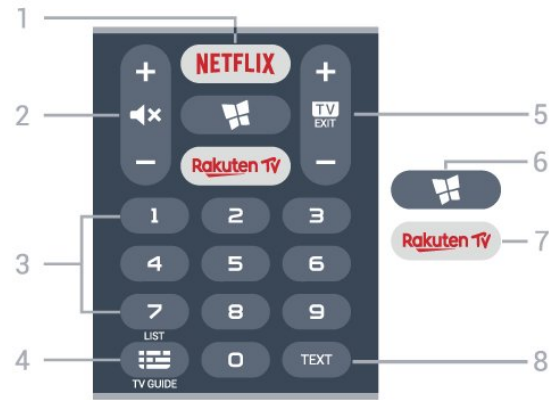 1
NETFLIX
+ +
2 TV 5
EXIT
6
− −
Rakuten TV
Rakuten TV 7
1 2 3
3 4 5 6
7 8 9
LIST
4 0 TEXT 8
TV GUIDE